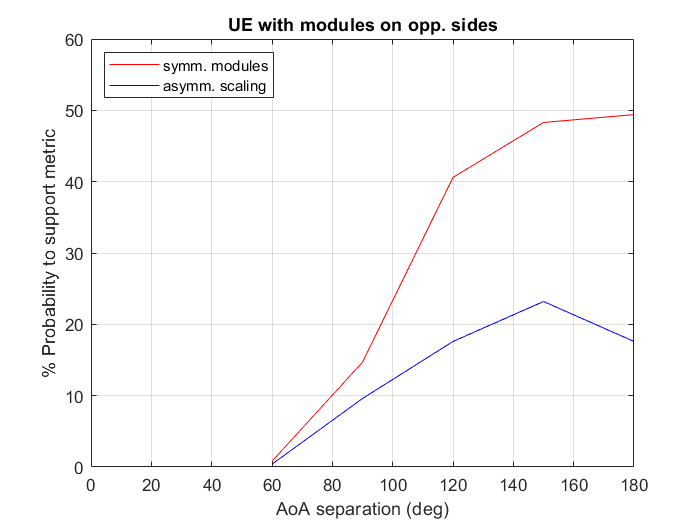 UE with modules on opp. sides
symm. modules
asymm. scaling
% Probability to support metric
60
50
40
30
20
10
0
0 20 40 60 80 100 120 140 160 180
AoA separation (deg)